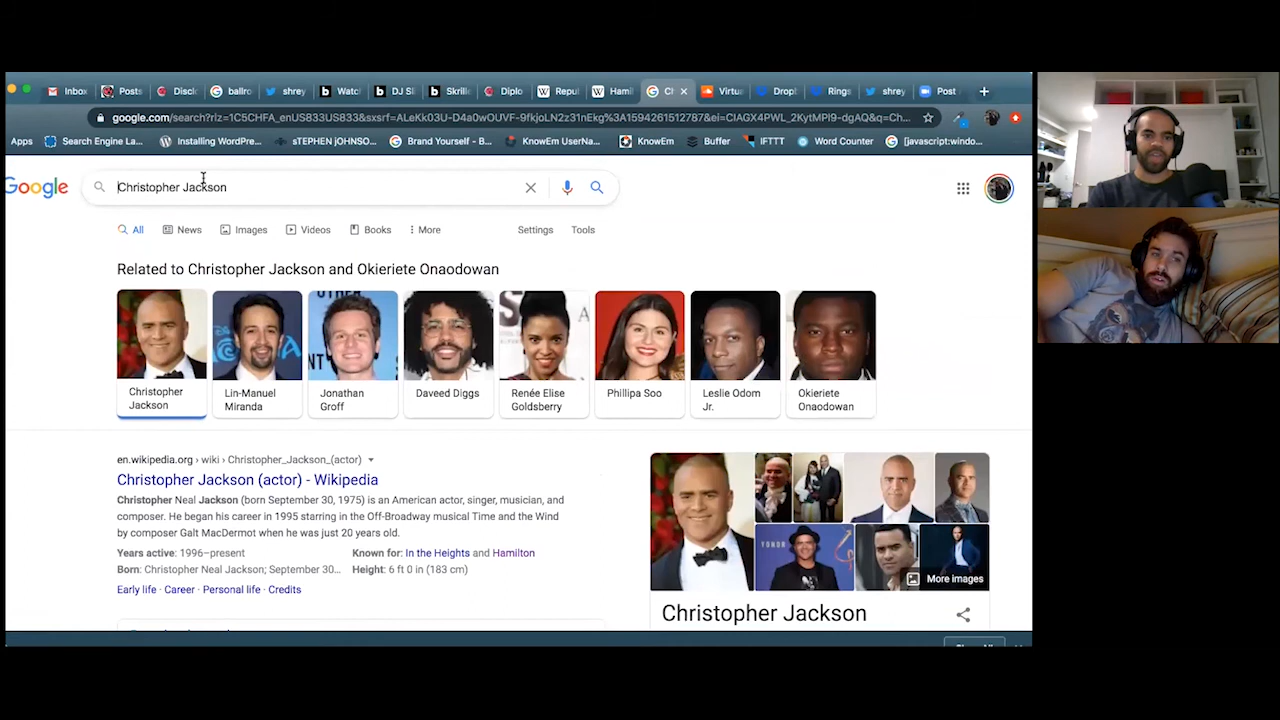 Inbox Posts Discl ballro shrey Watc DJ Sl Skrille Diplo Repul Hamil Ch Virtu Dropl Rings shrey Post
google.com/search?rlz=1C5CHFA_enUS833US833&sxsrf=ALeKk03U-D4a0wOUVF-9fkjoLN2z31nEkg%3A1594261512787&ei=CIAGX4PWL_2KytMPl9-dgAQ&q=Ch...
Apps Search Engine La... Installing WordPre... sTEPHEN jOHNSO... Brand Yourself - B... KnowEm UserNa... KnowEm Buffer IFTTT Word Counter [javascript:windo...
Google Christopher Jackson
All News Images Videos Books More Settings Tools
Related to Christopher Jackson and Okieriete Onaodowan
Christopher Jackson
Lin-Manuel Miranda
Jonathan Groff
Daveed Diggs
Renée Elise Goldsberry
Phillipa Soo
Leslie Odom Jr.
Okieriete Onaodowan
en.wikipedia.org › wiki › Christopher_Jackson_(actor)
Christopher Jackson (actor) - Wikipedia
Christopher Neal Jackson (born September 30, 1975) is an American actor, singer, musician, and
composer. He began his career in 1995 starring in the Off-Broadway musical Time and the Wind
by composer Galt MacDermot when he was just 20 years old.
Years active: 1996–present Known for: In the Heights and Hamilton
Born: Christopher Neal Jackson; September 30... Height: 6 ft 0 in (183 cm)
Early life · Career · Personal life · Credits
More images
Christopher Jackson